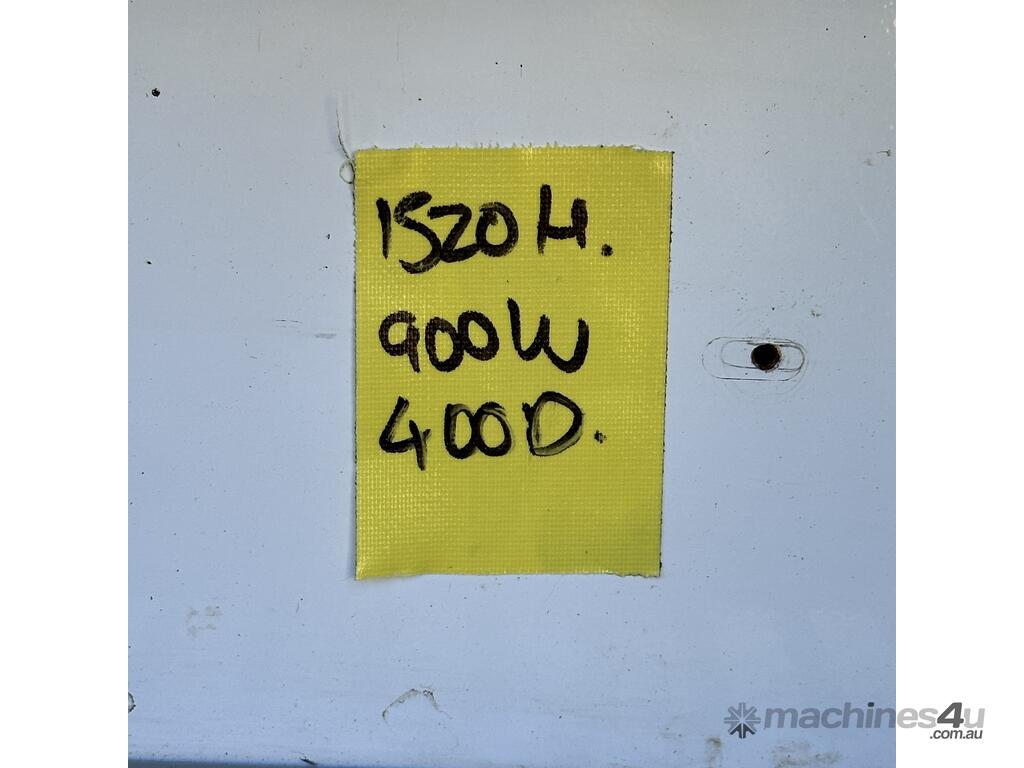 1520 H.
900 W
400 D.
machines4u
.com.au